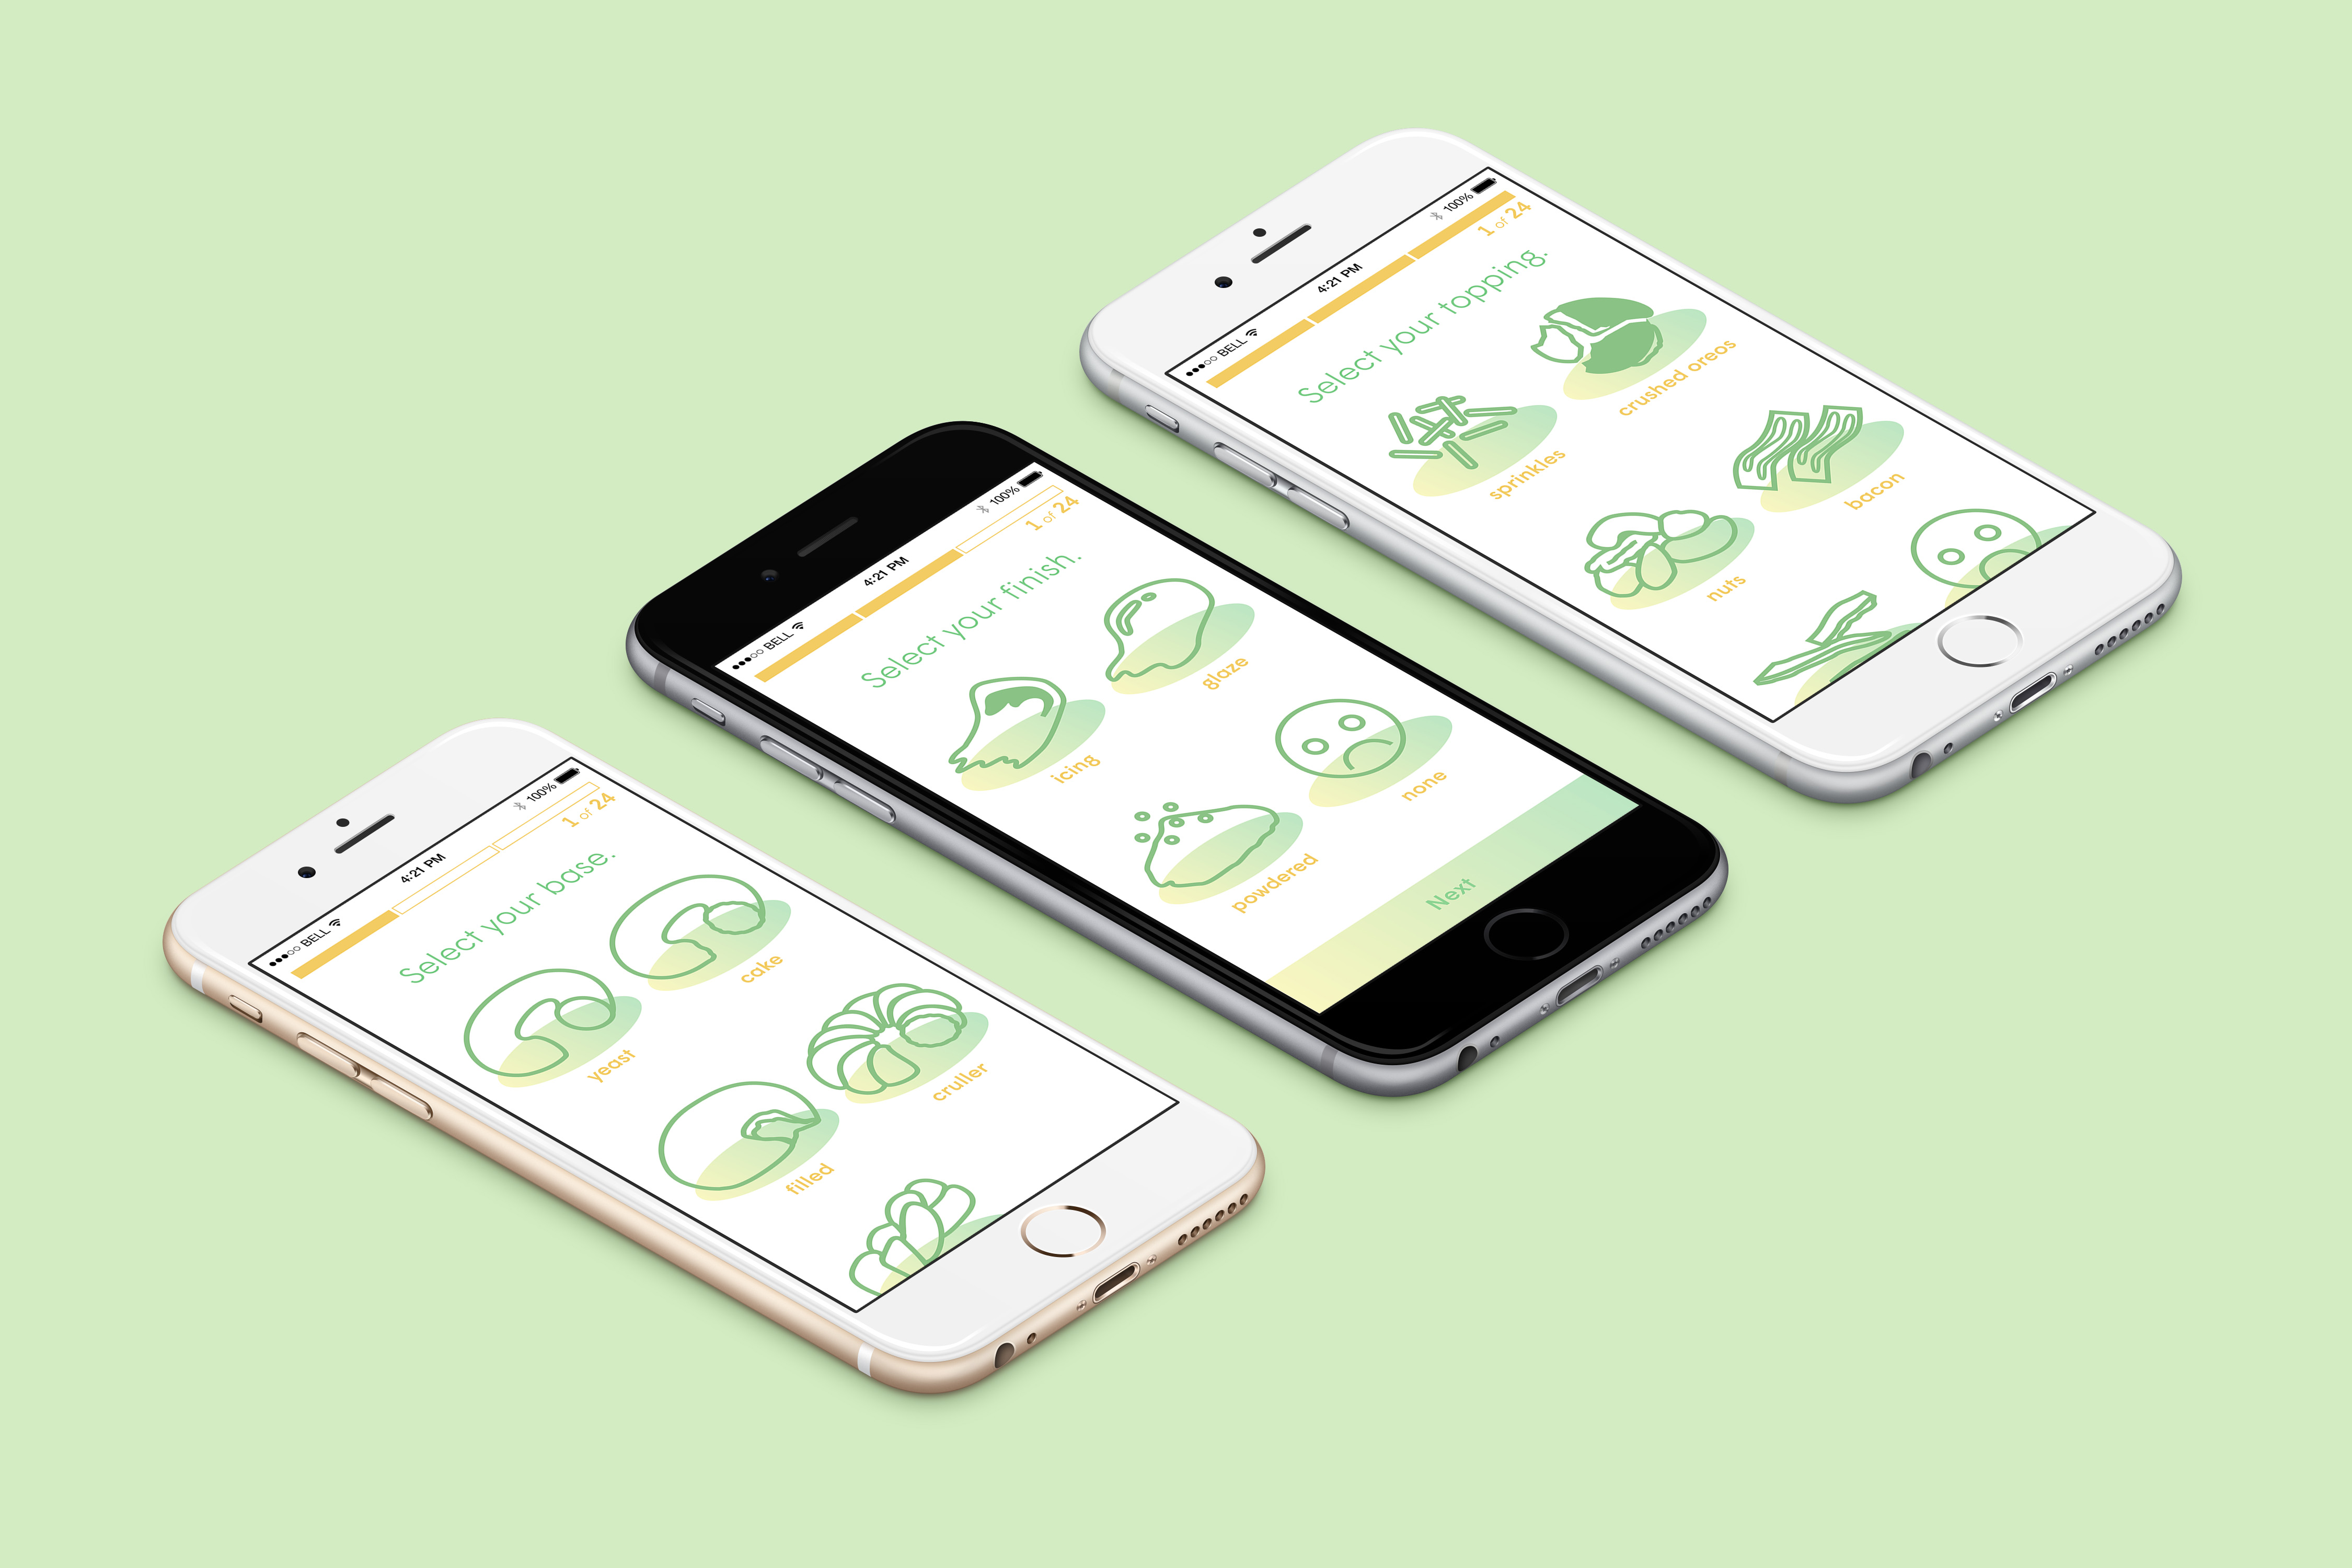 BELL 4:21 PM 100%
1 of 24
Select your base.
yeast cake
filled cruller
BELL 4:21 PM 100%
1 of 24
Select your finish.
icing glaze
powdered none
Next
BELL 4:21 PM 100%
1 of 24
Select your topping.
sprinkles crushed oreos
nuts bacon